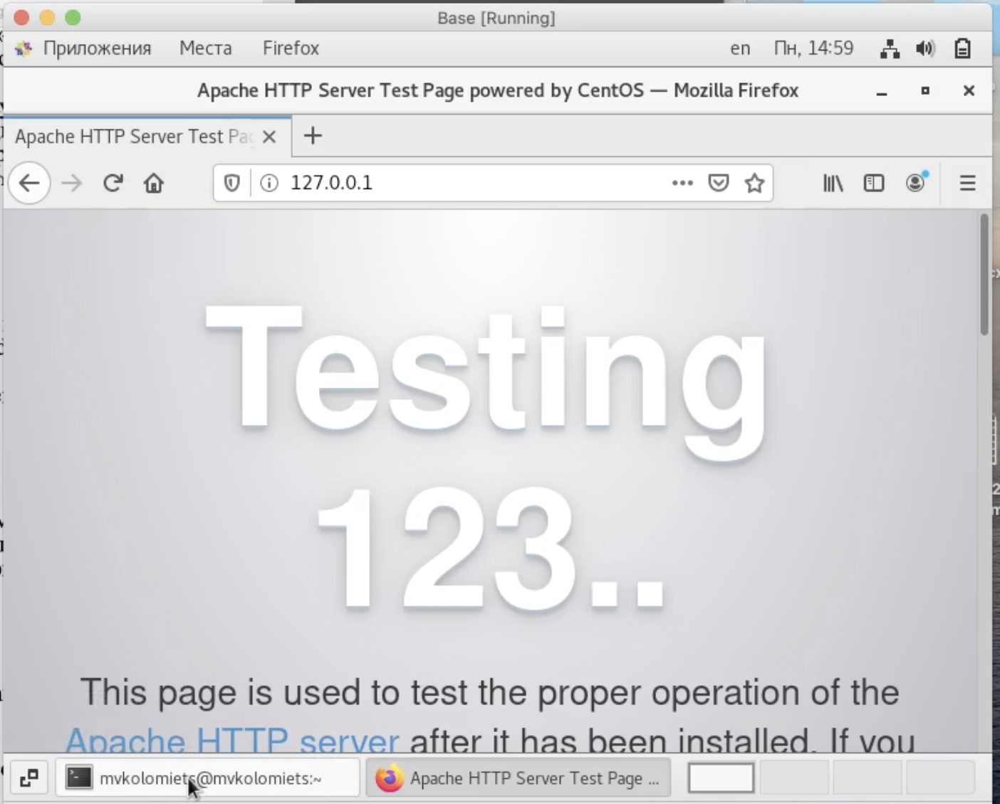 Base [Running]
Приложения Места Firefox en Пн, 14:59
Apache HTTP Server Test Page powered by CentOS — Mozilla Firefox
Apache HTTP Server Test Pag
127.0.0.1
Testing
123..
This page is used to test the proper operation of the
Apache HTTP server after it has been installed. If you
mvkolomiets@mvkolomiets:~ Apache HTTP Server Test Page ...